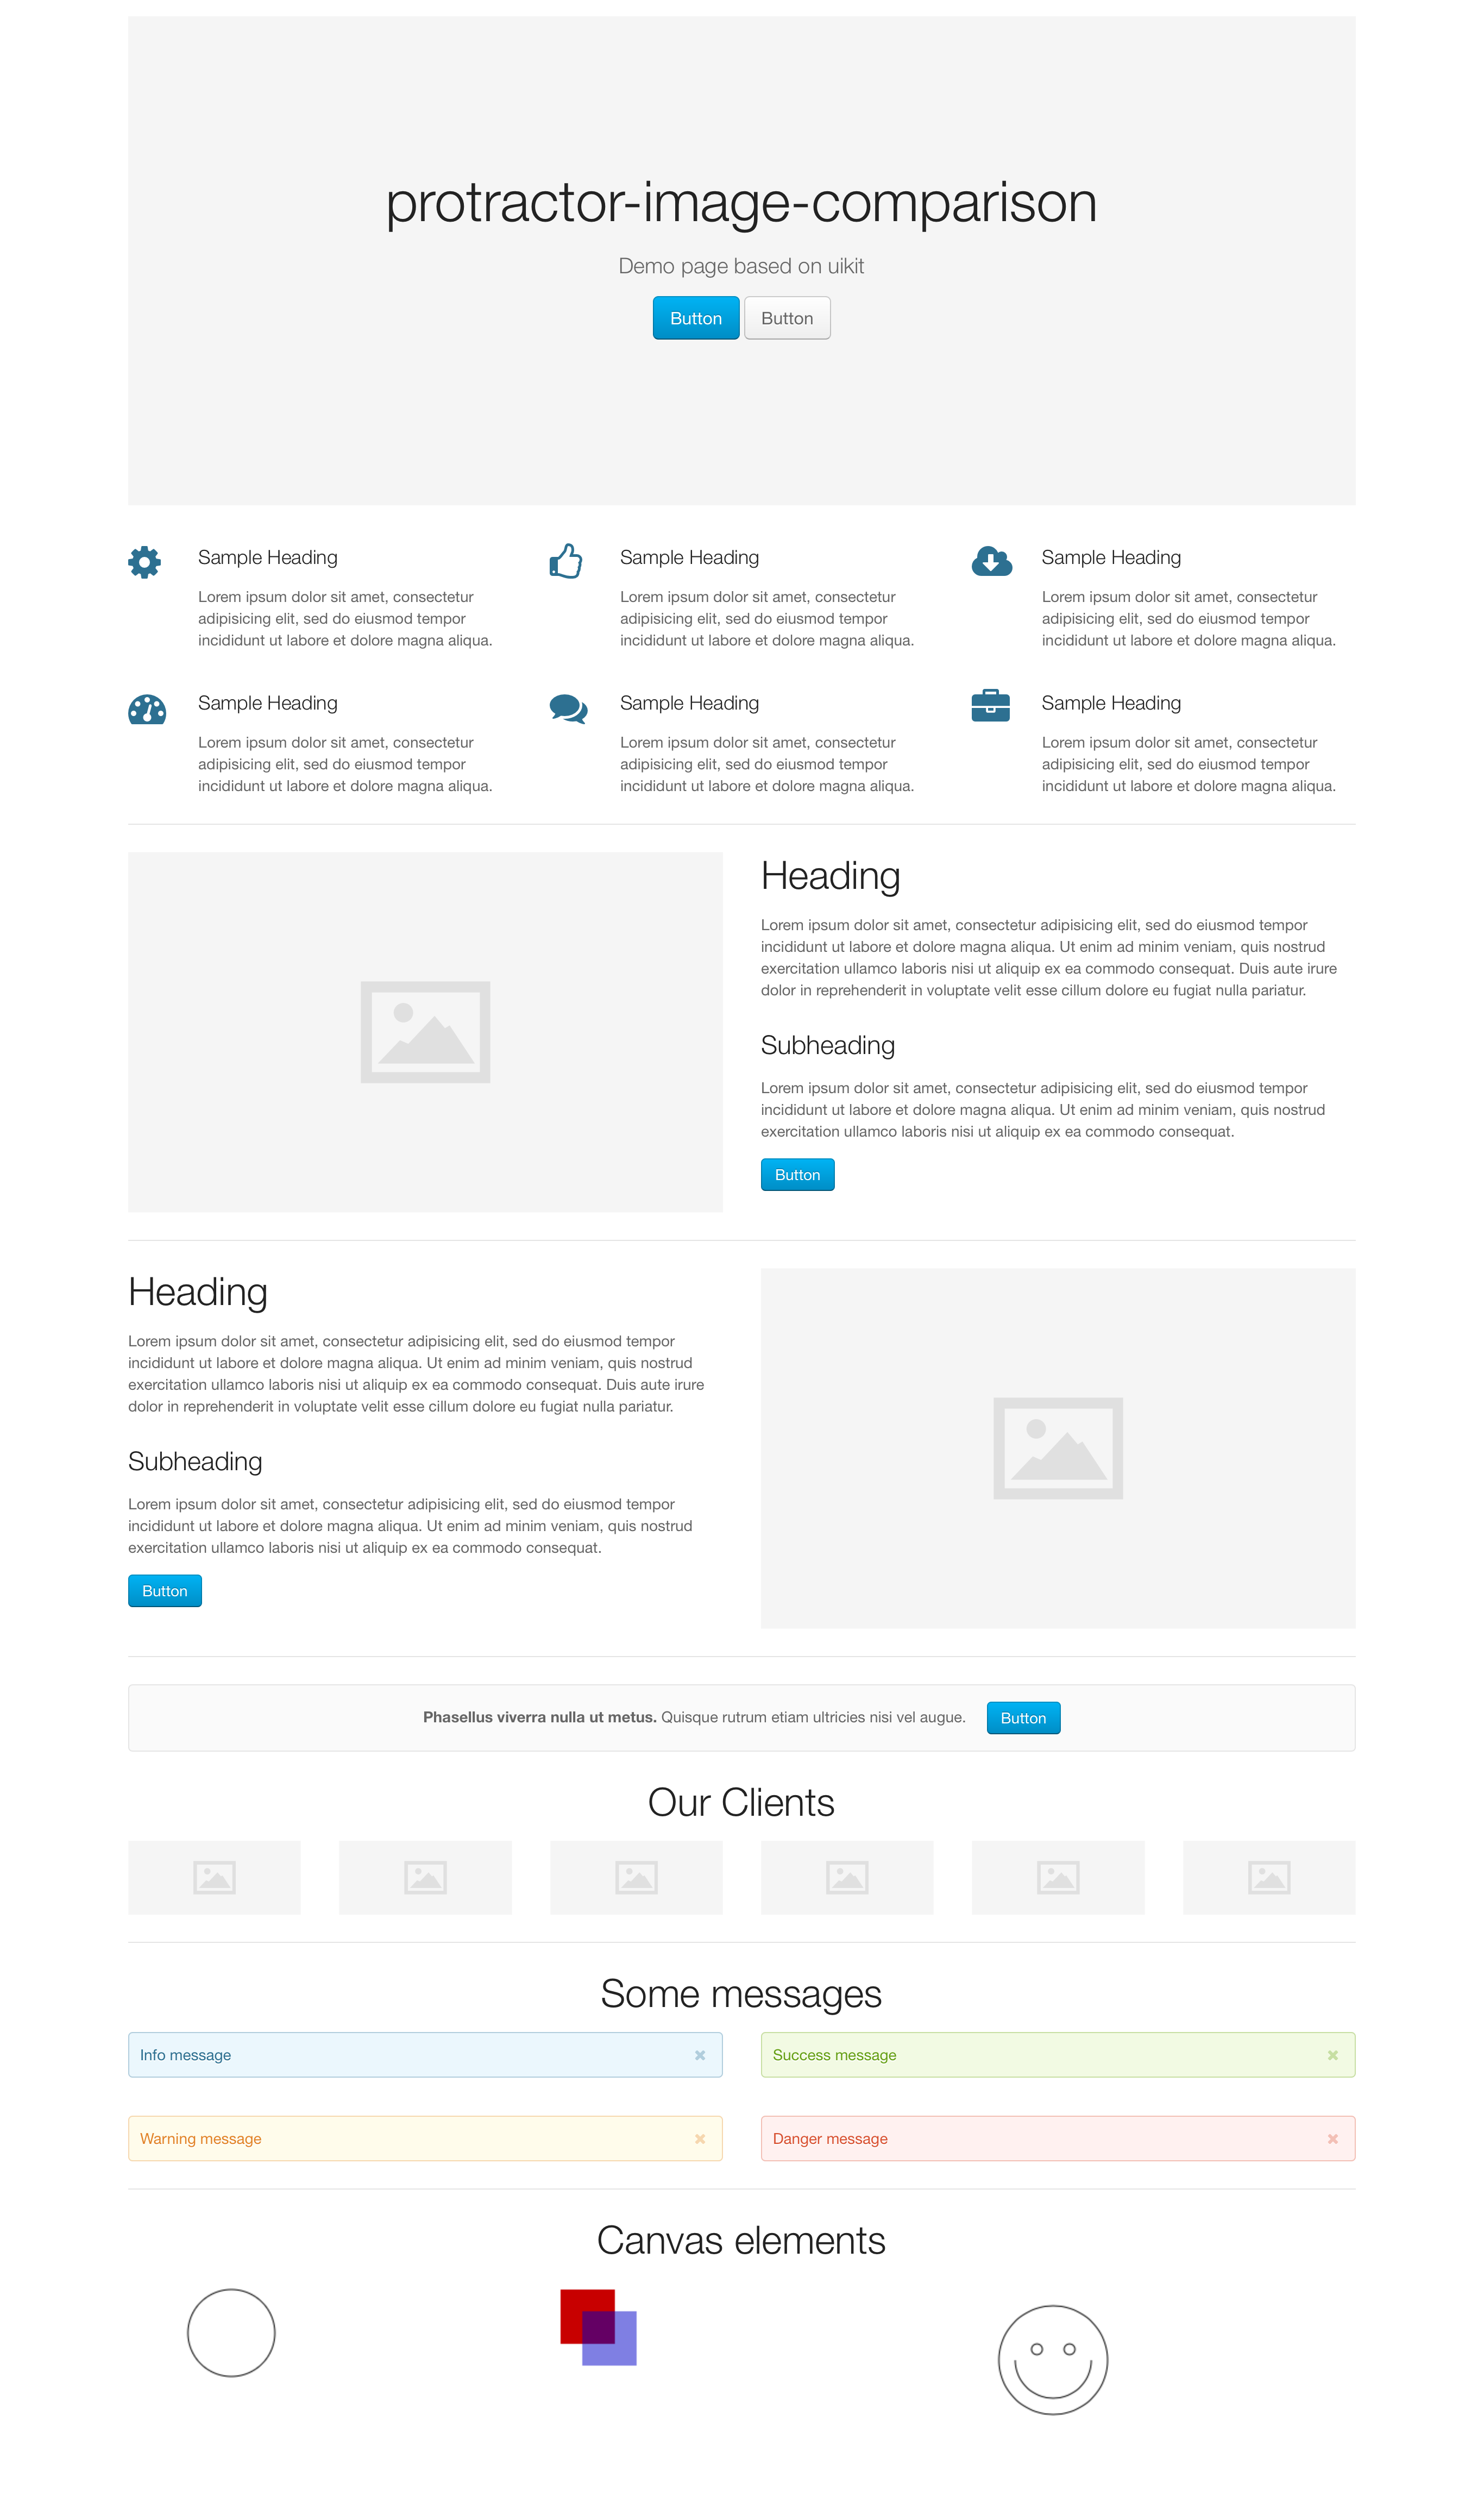 protractor-image-comparison
Demo page based on uikit
Button Button
Sample Heading
Lorem ipsum dolor sit amet, consectetur
adipisicing elit, sed do eiusmod tempor
incididunt ut labore et dolore magna aliqua.
Sample Heading
Lorem ipsum dolor sit amet, consectetur
adipisicing elit, sed do eiusmod tempor
incididunt ut labore et dolore magna aliqua.
Sample Heading
Lorem ipsum dolor sit amet, consectetur
adipisicing elit, sed do eiusmod tempor
incididunt ut labore et dolore magna aliqua.
Sample Heading
Lorem ipsum dolor sit amet, consectetur
adipisicing elit, sed do eiusmod tempor
incididunt ut labore et dolore magna aliqua.
Sample Heading
Lorem ipsum dolor sit amet, consectetur
adipisicing elit, sed do eiusmod tempor
incididunt ut labore et dolore magna aliqua.
Sample Heading
Lorem ipsum dolor sit amet, consectetur
adipisicing elit, sed do eiusmod tempor
incididunt ut labore et dolore magna aliqua.
Heading
Lorem ipsum dolor sit amet, consectetur adipisicing elit, sed do eiusmod tempor
incididunt ut labore et dolore magna aliqua. Ut enim ad minim veniam, quis nostrud
exercitation ullamco laboris nisi ut aliquip ex ea commodo consequat. Duis aute irure
dolor in reprehenderit in voluptate velit esse cillum dolore eu fugiat nulla pariatur.
Subheading
Lorem ipsum dolor sit amet, consectetur adipisicing elit, sed do eiusmod tempor
incididunt ut labore et dolore magna aliqua. Ut enim ad minim veniam, quis nostrud
exercitation ullamco laboris nisi ut aliquip ex ea commodo consequat.
Button
Heading
Lorem ipsum dolor sit amet, consectetur adipisicing elit, sed do eiusmod tempor
incididunt ut labore et dolore magna aliqua. Ut enim ad minim veniam, quis nostrud
exercitation ullamco laboris nisi ut aliquip ex ea commodo consequat. Duis aute irure
dolor in reprehenderit in voluptate velit esse cillum dolore eu fugiat nulla pariatur.
Subheading
Lorem ipsum dolor sit amet, consectetur adipisicing elit, sed do eiusmod tempor
incididunt ut labore et dolore magna aliqua. Ut enim ad minim veniam, quis nostrud
exercitation ullamco laboris nisi ut aliquip ex ea commodo consequat.
Button
Phasellus viverra nulla ut metus. Quisque rutrum etiam ultricies nisi vel augue. Button
Our Clients
Some messages
Info message
Success message
Warning message
Danger message
Canvas elements